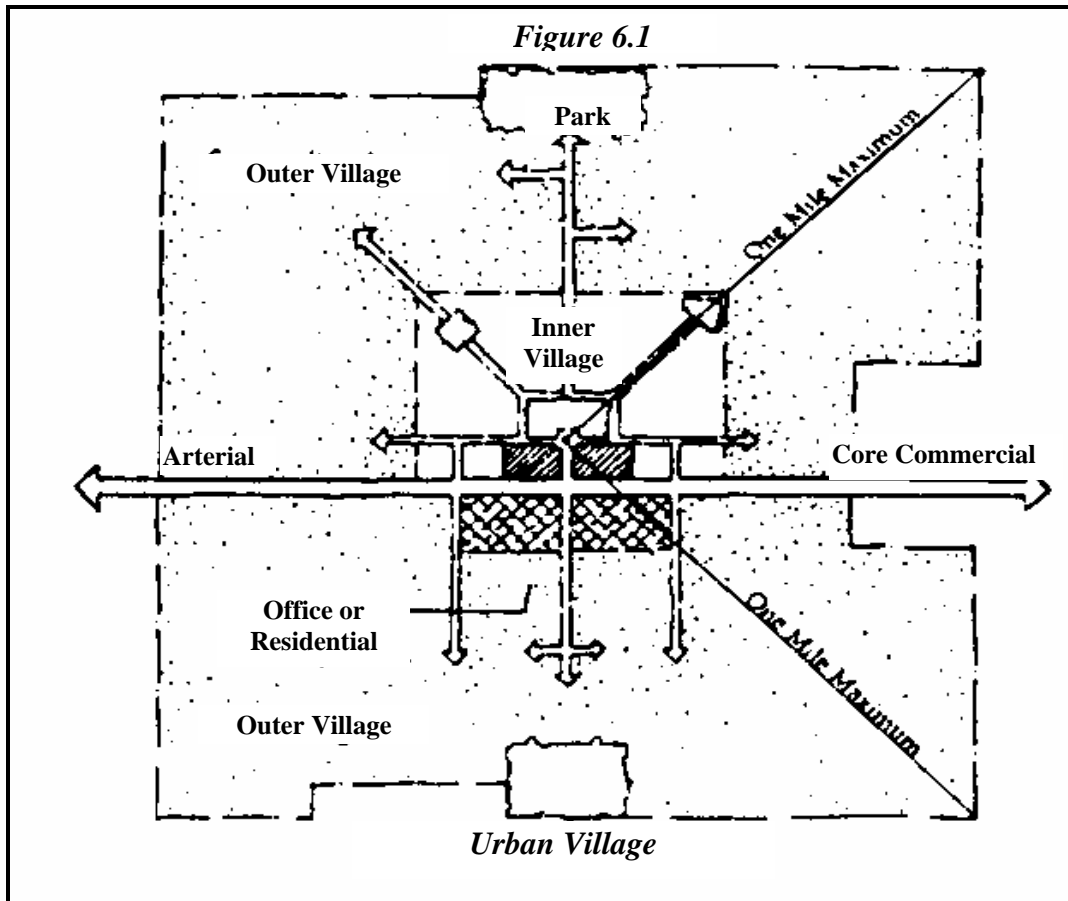 Figure 6.1
Park
Outer Village
One Mile Maximum
Inner
Village
Arterial
Core Commercial
Office or
Residential
One Mile Maximum
Outer Village
Urban Village